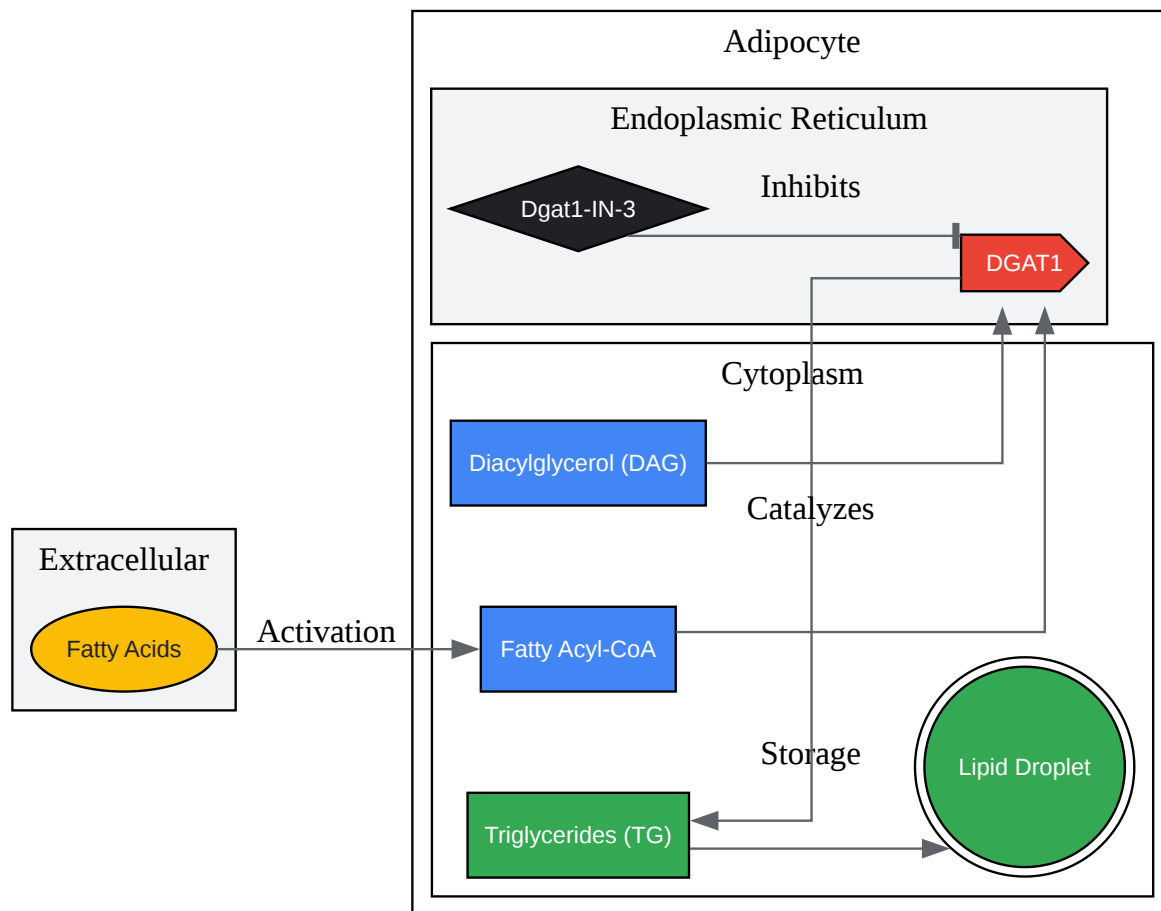 Adipocyte
Endoplasmic Reticulum
Inhibits
Dgat1-IN-3
DGAT1
Cytoplasm
Diacylglycerol (DAG)
Catalyzes
Extracellular
Activation
Fatty Acids
Fatty Acyl-CoA
Storage
Lipid Droplet
Triglycerides (TG)